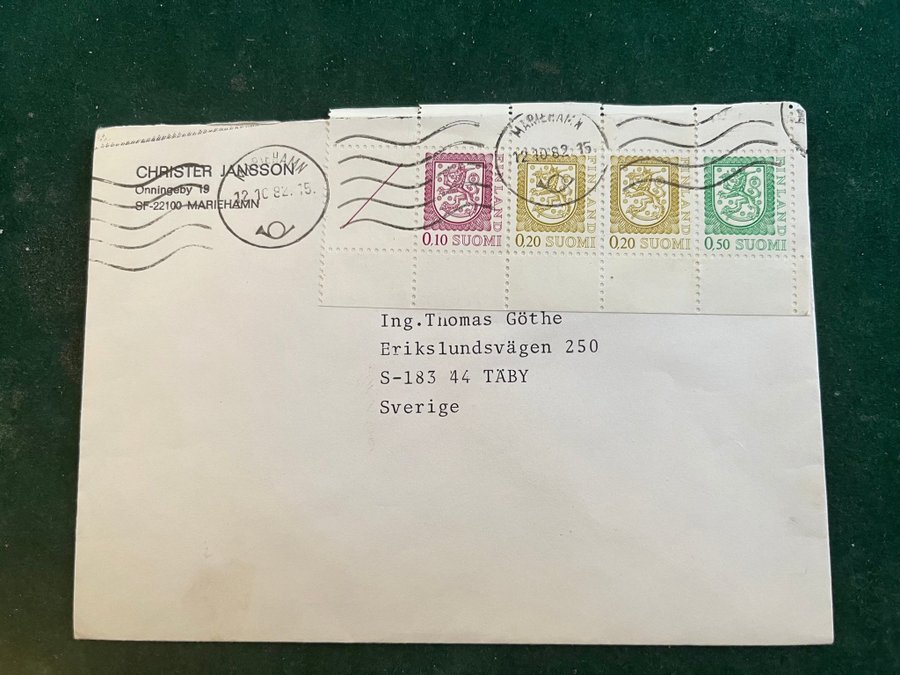 CHRISTER JANSSON
Önningeby 19
SF-22100 MARIEHAMN
MARIEHAMN
12.10 82. 15.
MARIEHAMN
12.10 82. 15.
FINLAND
0.10 SUOMI
FINLAND
0.20 SUOMI
FINLAND
0.20 SUOMI
FINLAND
0.50 SUOMI
Ing.Thomas Göthe
Erikslundsvägen 250
S-183 44 TÄBY
Sverige